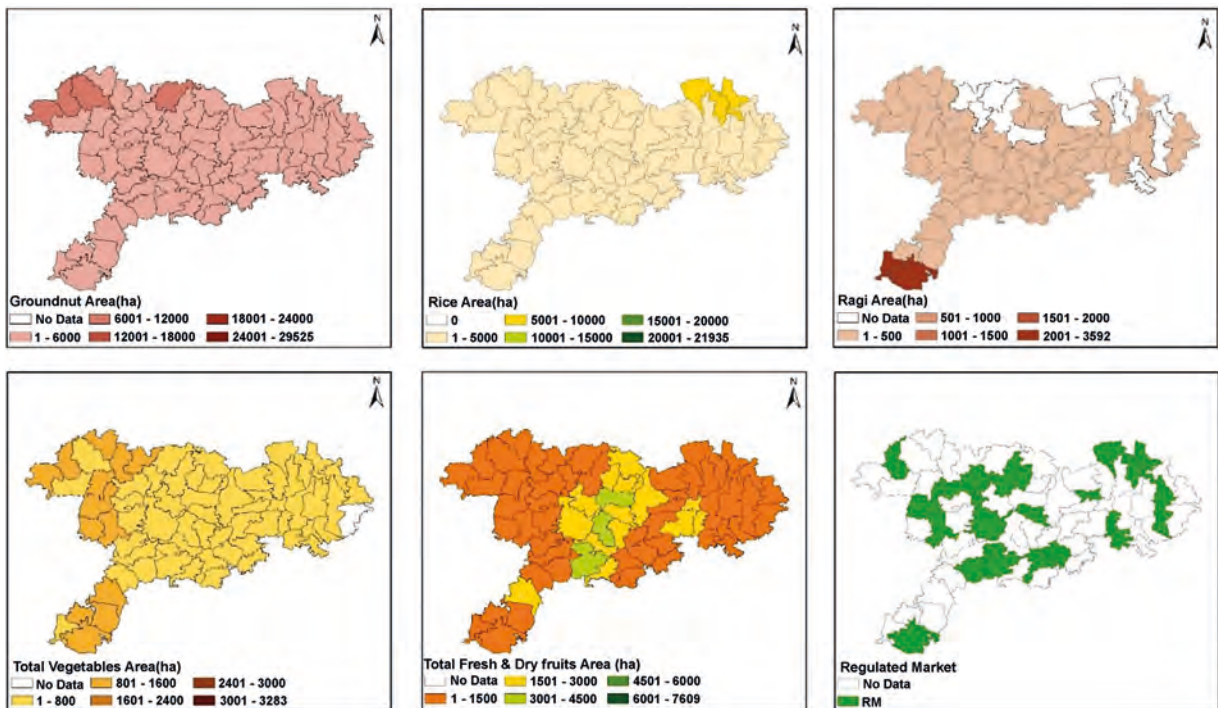 N
N
N
Groundnut Area(ha)
No Data 6001 - 12000 18001 - 24000
1 - 6000 12001 - 18000 24001 - 29525
Rice Area(ha)
0 5001 - 10000 15001 - 20000
1 - 5000 10001 - 15000 20001 - 21935
Ragi Area(ha)
No Data 501 - 1000 1501 - 2000
1 - 500 1001 - 1500 2001 - 3592
N
N
Total Vegetables Area(ha)
No Data 801 - 1600 2401 - 3000
1 - 800 1601 - 2400 3001 - 3283
Total Fresh & Dry fruits Area (ha)
No Data 1501 - 3000 4501 - 6000
1 - 1500 3001 - 4500 6001 - 7609
Regulated Market
No Data
RM